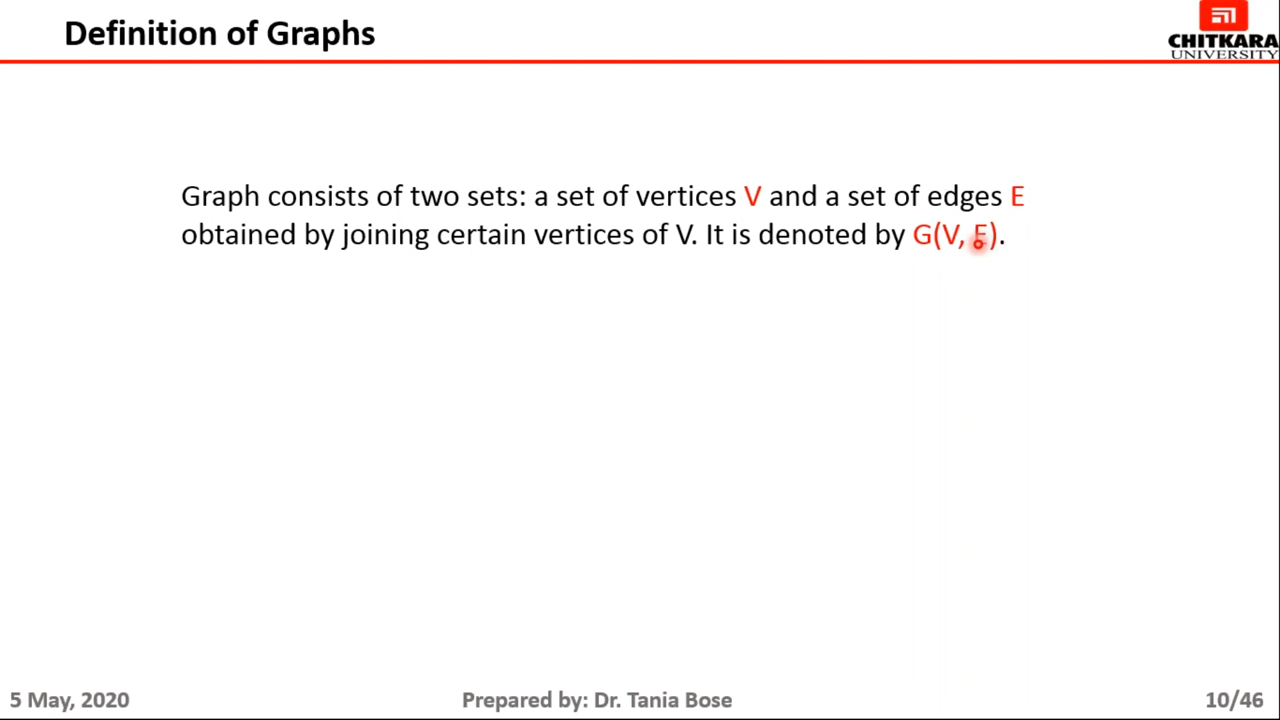 Definition of Graphs
CHITKARA
UNIVERSITY
Graph consists of two sets: a set of vertices V and a set of edges E
obtained by joining certain vertices of V. It is denoted by G(V, E).
5 May, 2020
Prepared by: Dr. Tania Bose
10/46